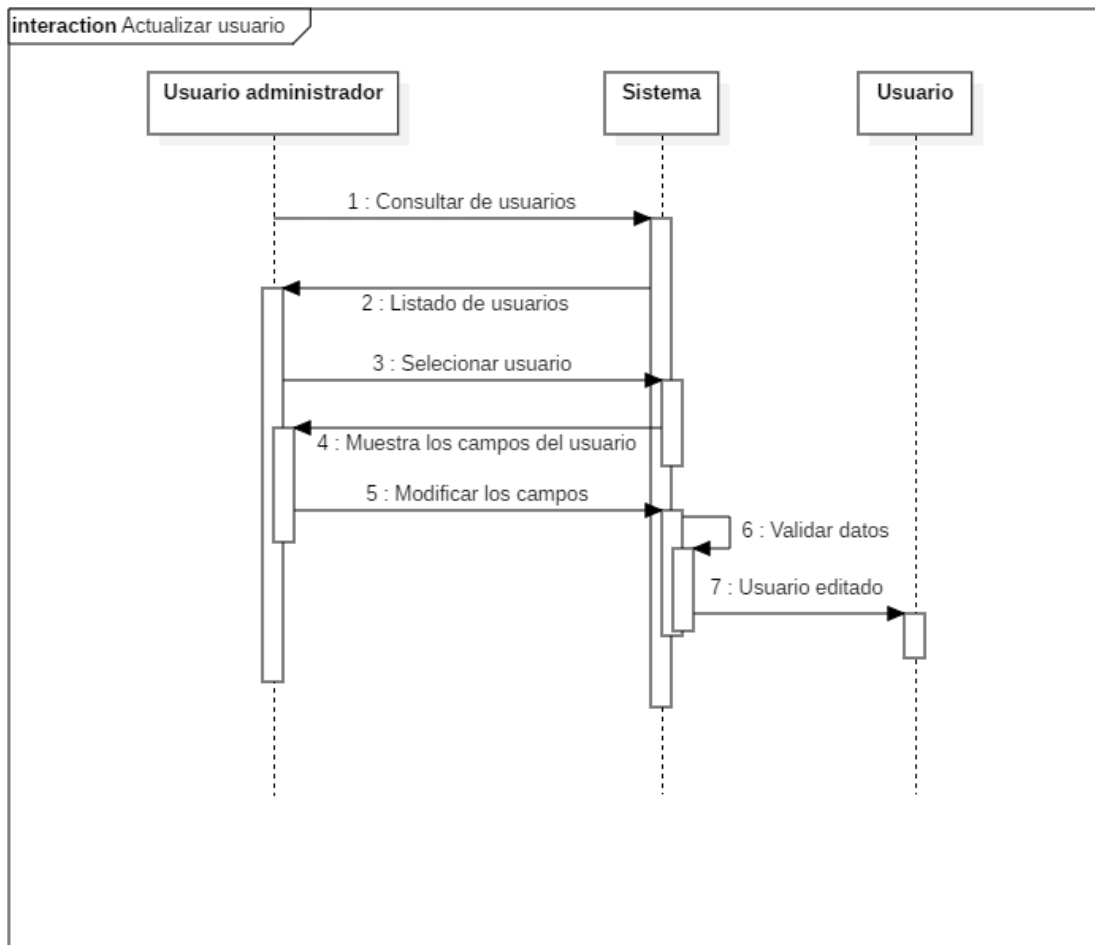 interaction Actualizar usuario
Usuario administrador
Sistema
Usuario
1 : Consultar de usuarios
2 : Listado de usuarios
3 : Selecionar usuario
4 : Muestra los campos del usuario
5 : Modificar los campos
6 : Validar datos
7 : Usuario editado